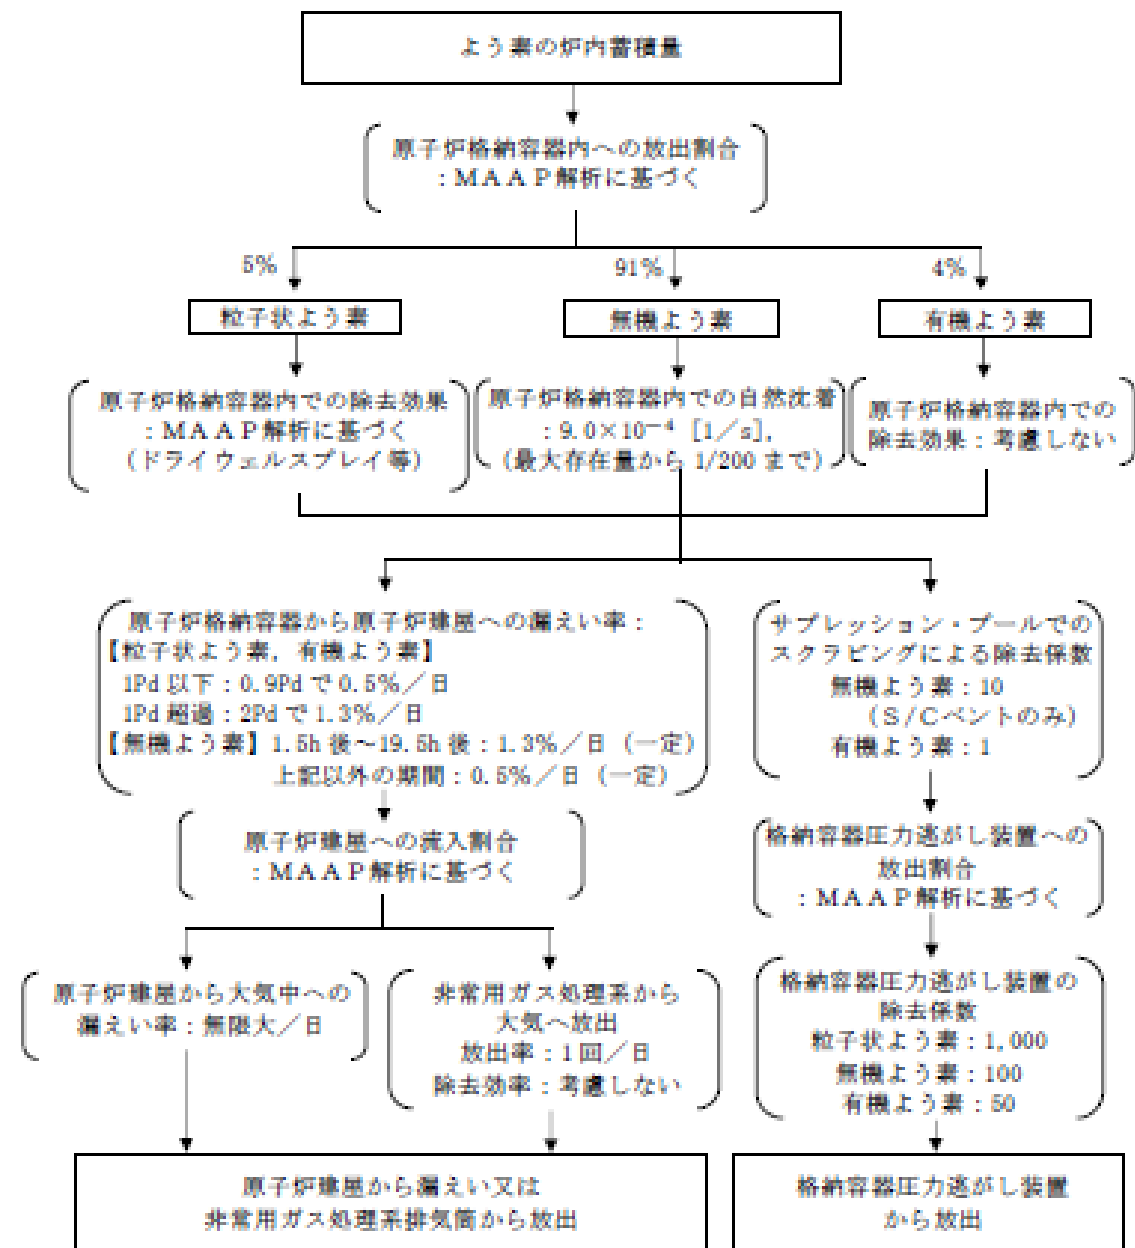 よう素の炉内蓄積量
原子炉格納容器内への放出割合
：ＭＡＡＰ解析に基づく
5%
91%
4%
粒子状よう素
無機よう素
有機よう素
原子炉格納容器内での除去効果
：ＭＡＡＰ解析に基づく
（ドライウェルスプレイ等）
原子炉格納容器内での自然沈着
：9.0×10⁻⁴［1／s］，
（最大存在量から 1/200 まで）
原子炉格納容器内での
除去効果：考慮しない
原子炉格納容器から原子炉建屋への漏えい率：
【粒子状よう素，有機よう素】
1Pd 以下：0.9Pd で 0.5%／日
1Pd 超過：2Pd で 1.3%／日
【無機よう素】1.5h 後～19.5h 後：1.3%／日（一定）
上記以外の期間：0.5%／日（一定）
サプレッション・プールでの
スクラビングによる除去係数
無機よう素：10
（Ｓ/Ｃベントのみ）
有機よう素：1
原子炉建屋への流入割合
：ＭＡＡＰ解析に基づく
格納容器圧力逃がし装置への
放出割合
：ＭＡＡＰ解析に基づく
原子炉建屋から大気中への
漏えい率：無限大／日
非常用ガス処理系から
大気へ放出
放出率：1 回／日
除去効率：考慮しない
格納容器圧力逃がし装置の
除去係数
粒子状よう素：1,000
無機よう素：100
有機よう素：50
原子炉建屋から漏えい又は
非常用ガス処理系排気筒から放出
格納容器圧力逃がし装置
から放出